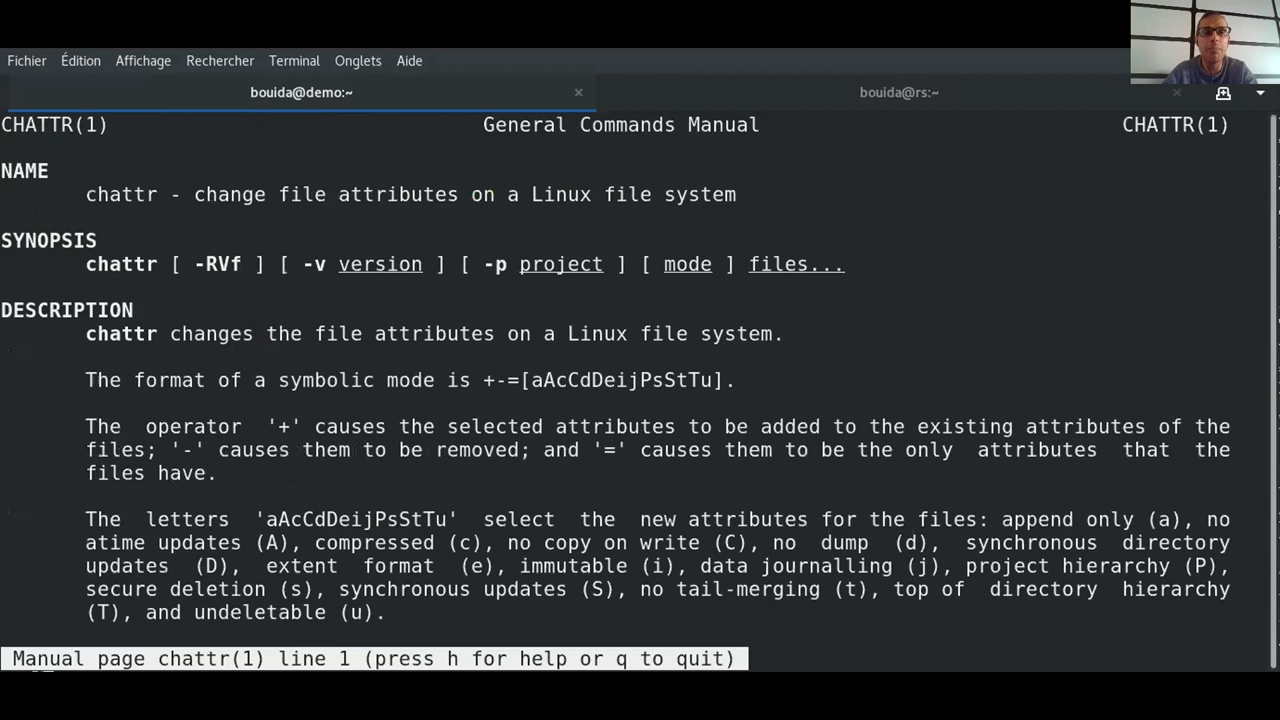 Fichier Édition Affichage Rechercher Terminal Onglets Aide
bouida@demo:~ × bouida@rs:~ ×
CHATTR(1) General Commands Manual CHATTR(1)
NAME
chattr - change file attributes on a Linux file system
SYNOPSIS
chattr [ -RVf ] [ -v version ] [ -p project ] [ mode ] files...
DESCRIPTION
chattr changes the file attributes on a Linux file system.
The format of a symbolic mode is +-=[aAcCdDeijPsStTu].
The operator '+' causes the selected attributes to be added to the existing attributes of the
files; '-' causes them to be removed; and '=' causes them to be the only attributes that the
files have.
The letters 'aAcCdDeijPsStTu' select the new attributes for the files: append only (a), no
atime updates (A), compressed (c), no copy on write (C), no dump (d), synchronous directory
updates (D), extent format (e), immutable (i), data journalling (j), project hierarchy (P),
secure deletion (s), synchronous updates (S), no tail-merging (t), top of directory hierarchy
(T), and undeletable (u).
Manual page chattr(1) line 1 (press h for help or q to quit)